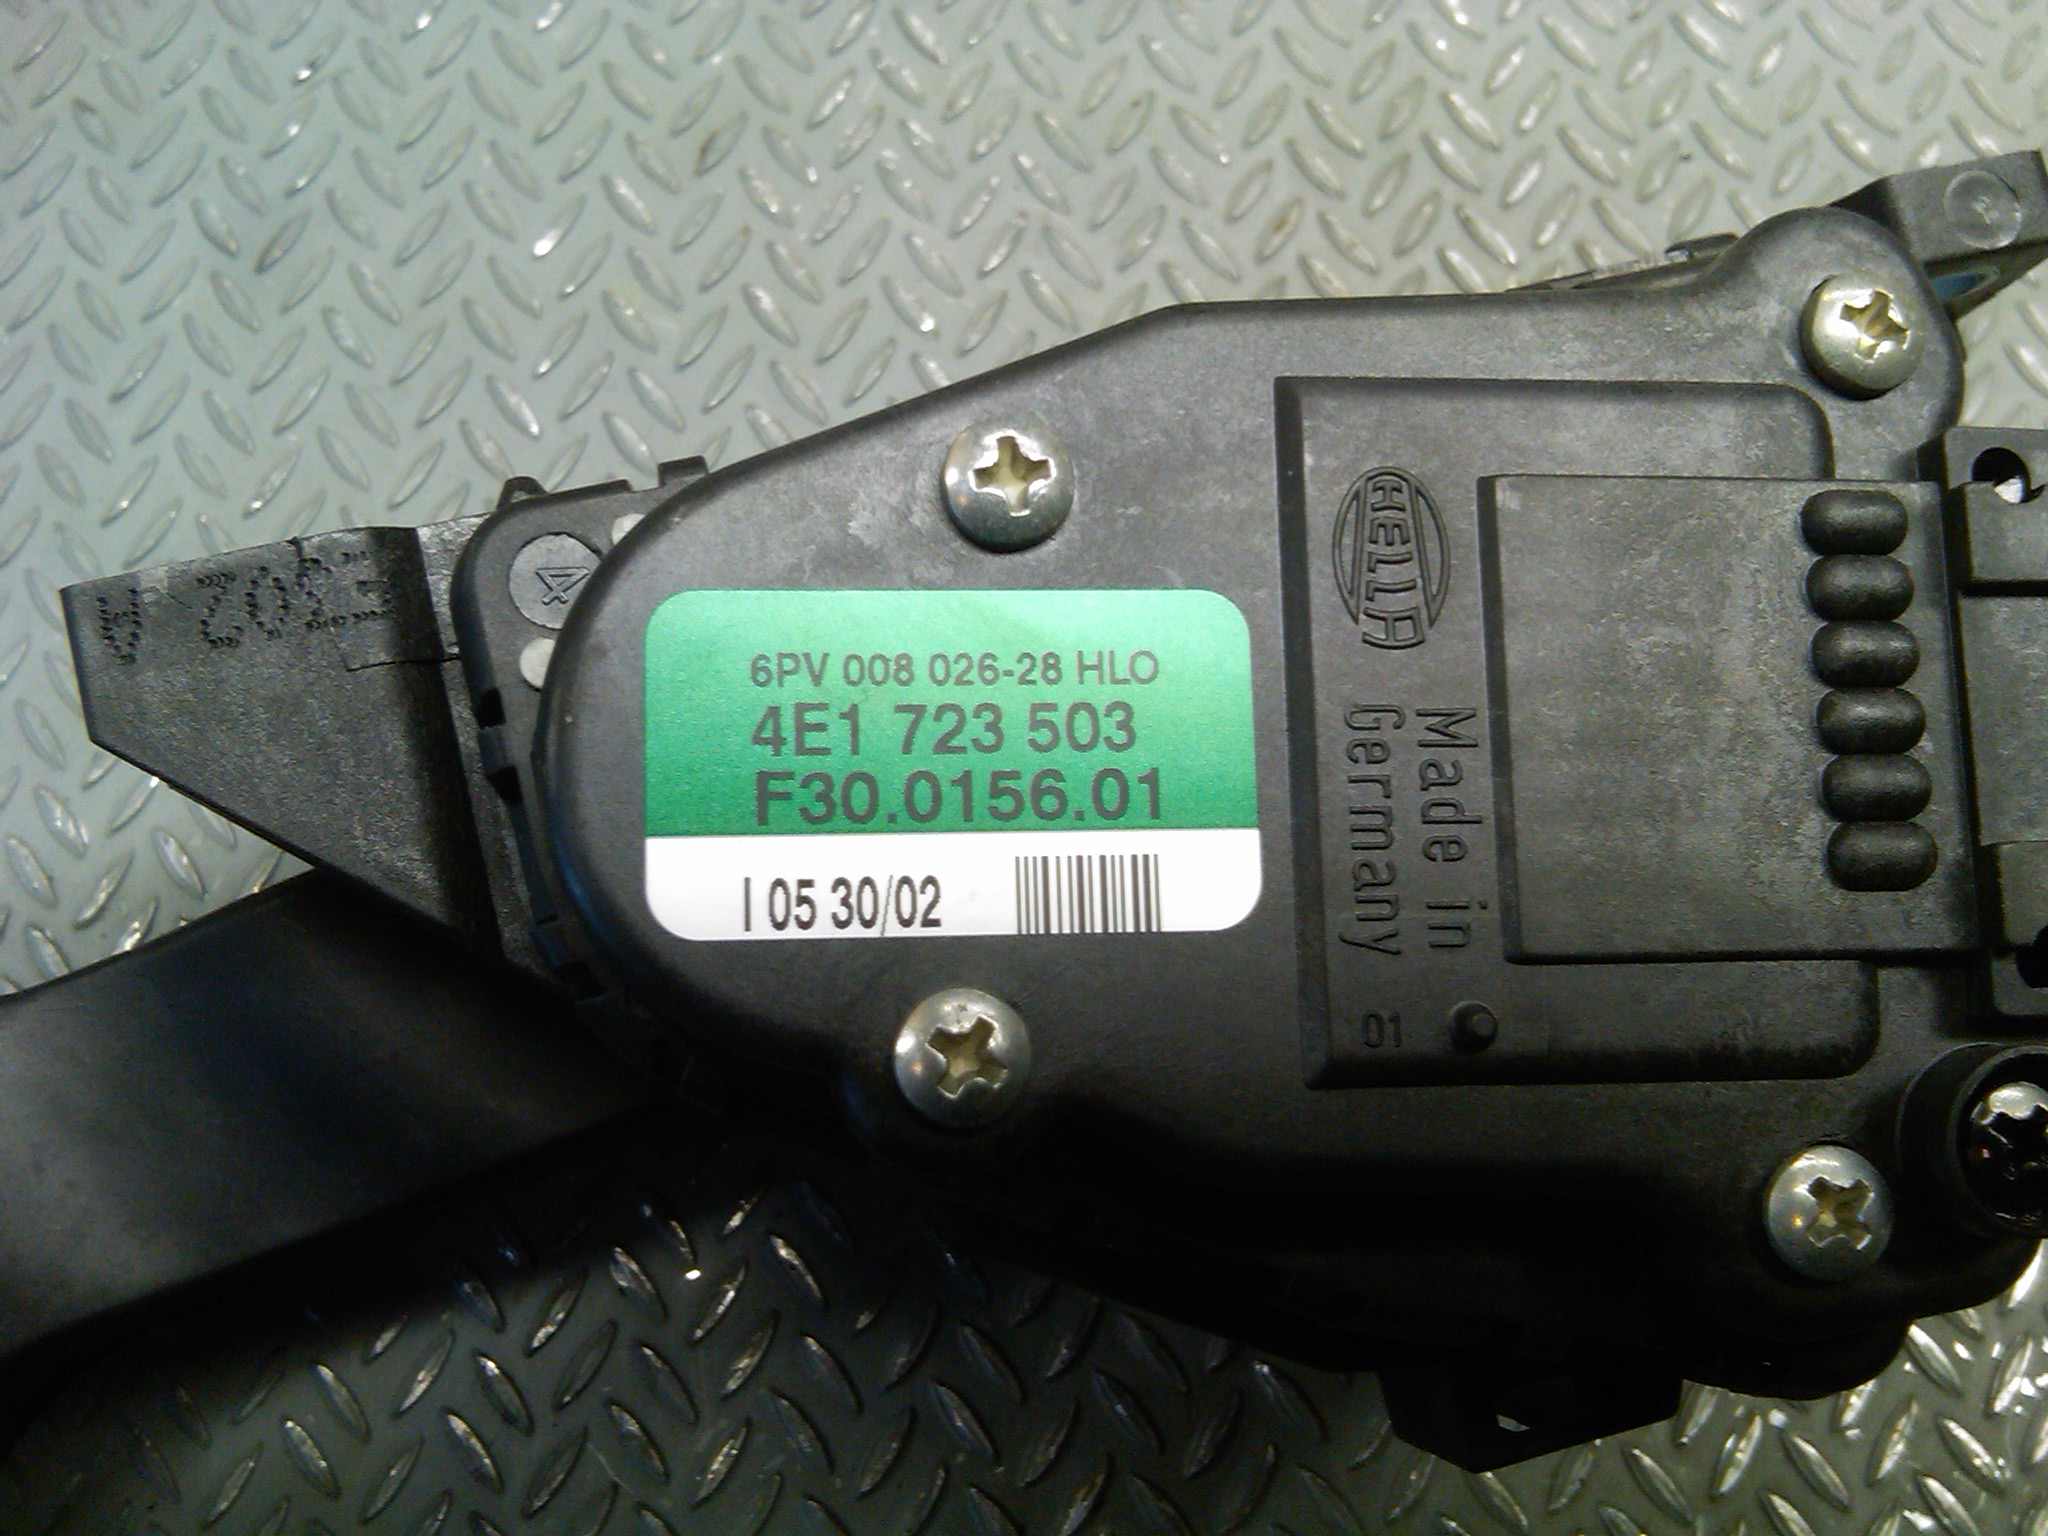 6PV 008 026-28 HLO
4E1 723 503
F30.0156.01
I 05 30/02
HELLA
Made in
Germany
01
4